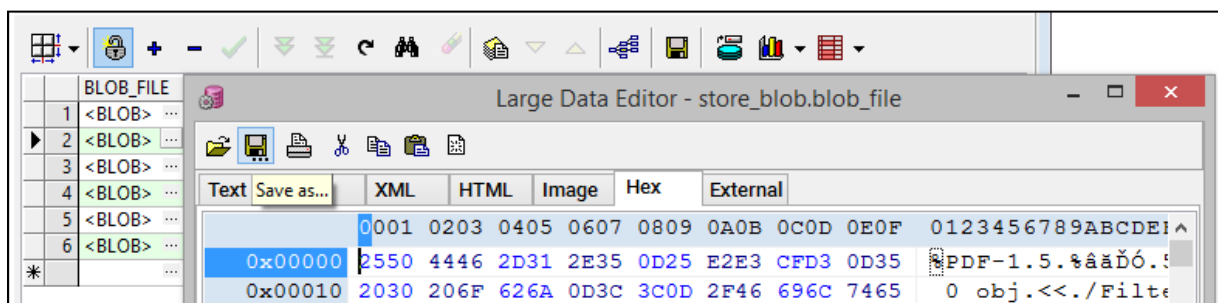 BLOB_FILE
1 <BLOB> ...
2 <BLOB> ...
3 <BLOB> ...
4 <BLOB> ...
5 <BLOB> ...
6 <BLOB> ...
* ...
Large Data Editor - store_blob.blob_file
Text Save as... XML HTML Image Hex External
0001 0203 0405 0607 0809 0A0B 0C0D 0E0F 0123456789ABCDE
0x00000 2550 4446 2D31 2E35 0D25 E2E3 CFD3 0D35 %PDF-1.5.%âăĎÓ.5
0x00010 2030 206F 626A 0D3C 3C0D 2F46 696C 7465 0 obj.<<./Filte